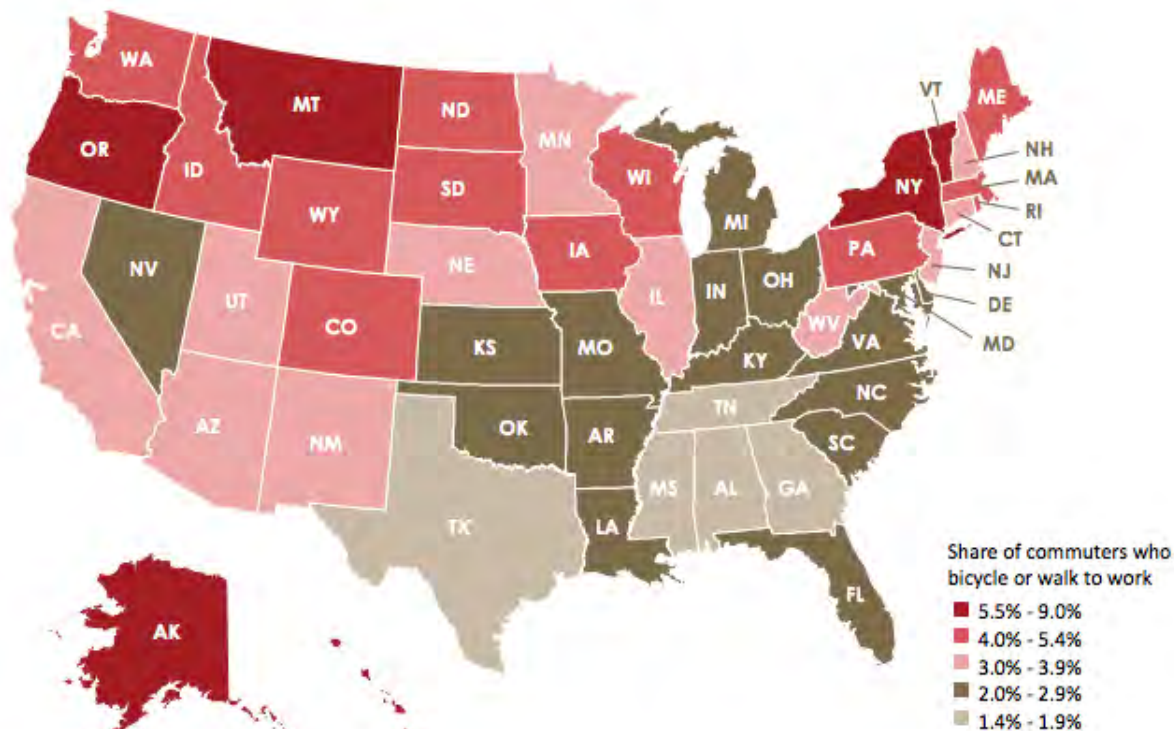 WA
MT
ND
MN
VT
ME
OR
ID
SD
WI
NH
MA
WY
MI
NY
RI
CT
IA
PA
NE
NJ
NV
UT
IL
IN
OH
DE
CA
CO
WV
MD
KS
MO
KY
VA
AZ
NM
OK
AR
TN
NC
SC
MS
AL
GA
TX
LA
FL
AK
Share of commuters who
bicycle or walk to work
5.5% - 9.0%
4.0% - 5.4%
3.0% - 3.9%
2.0% - 2.9%
1.4% - 1.9%